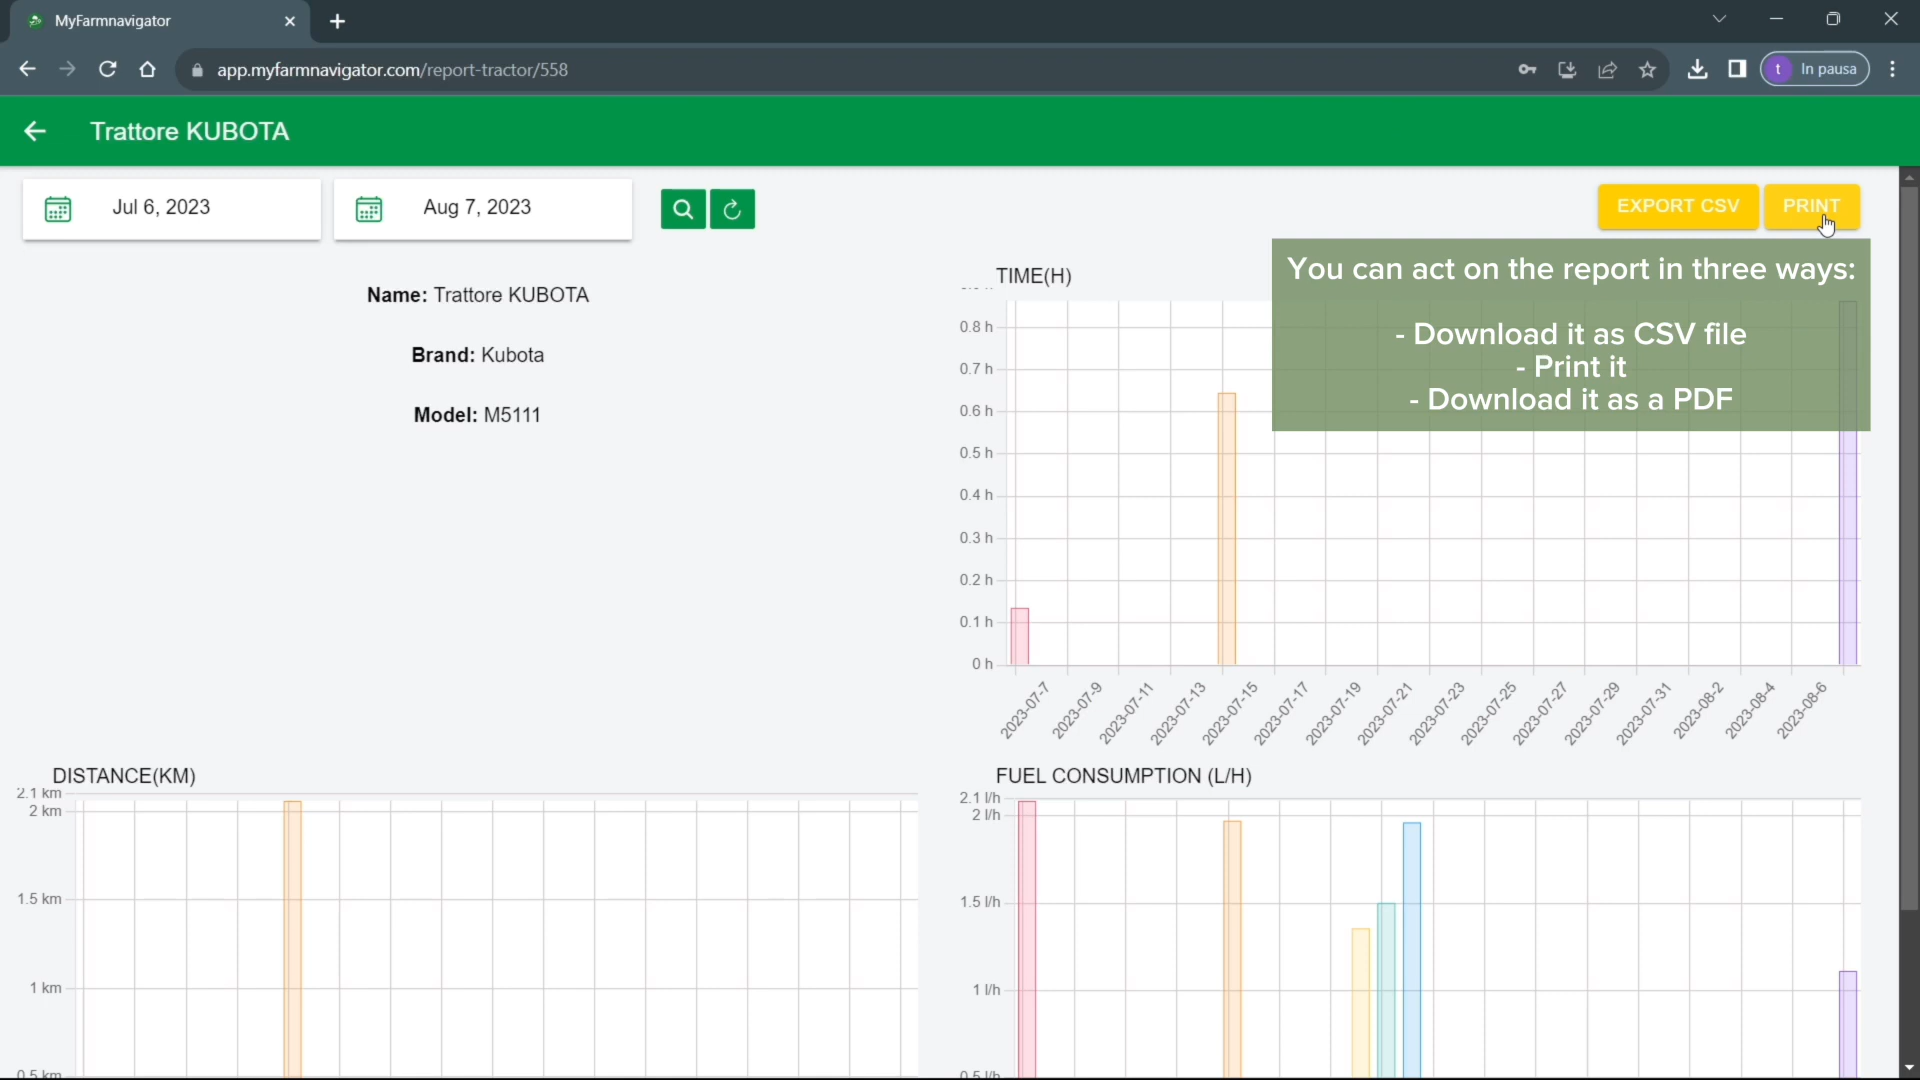 MyFarmnavigator
app.myfarmnavigator.com/report-tractor/558
t In pausa
Trattore KUBOTA
Jul 6, 2023
Aug 7, 2023
EXPORT CSV
PRINT
You can act on the report in three ways:
- Download it as CSV file
- Print it
- Download it as a PDF
Name: Trattore KUBOTA
Brand: Kubota
Model: M5111
TIME(H)
0.8 h
0.7 h
0.6 h
0.5 h
0.4 h
0.3 h
0.2 h
0.1 h
0 h
2023-07-7
2023-07-9
2023-07-11
2023-07-13
2023-07-15
2023-07-17
2023-07-19
2023-07-21
2023-07-23
2023-07-25
2023-07-27
2023-07-29
2023-07-31
2023-08-2
2023-08-4
2023-08-6
DISTANCE(KM)
2.1 km
2 km
1.5 km
1 km
0.5 km
FUEL CONSUMPTION (L/H)
2.1 l/h
2 l/h
1.5 l/h
1 l/h
0.5 l/h